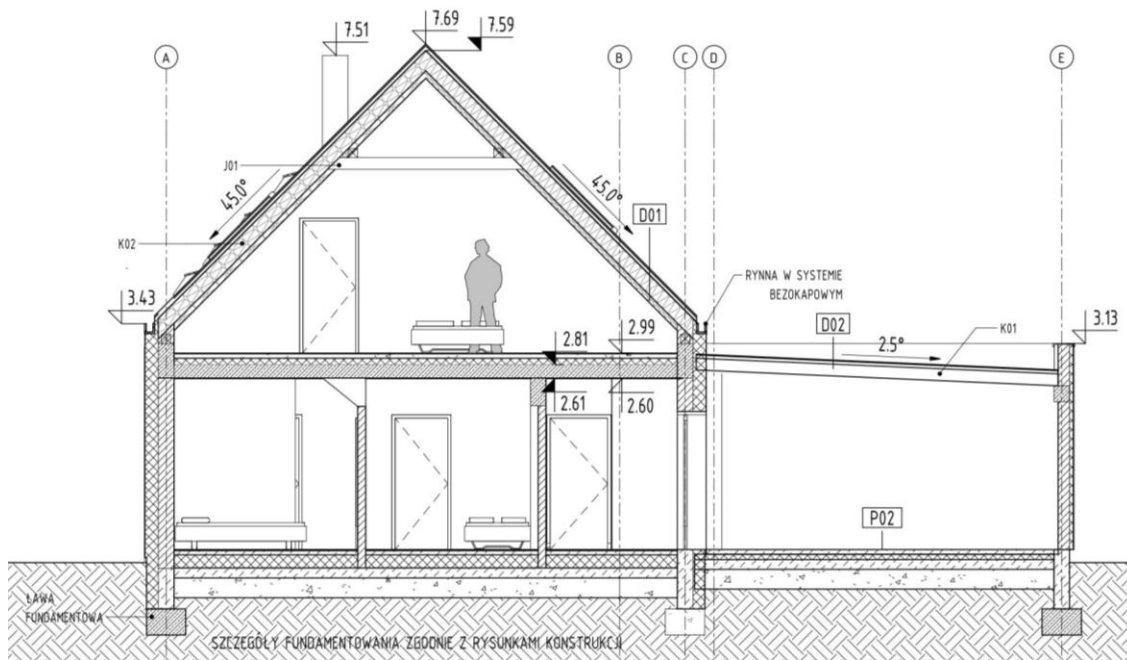 7.51
7.69
7.59
A
B
C
D
E
J01
45.0°
45.0°
D01
K02
RYNNA W SYSTEMIE
BEZOKAPOWYM
3.43
D02
K01
3.13
2.81
2.99
2.5°
2.61
2.60
P02
ŁAWA
FUNDAMENTOWA
SZCZEGÓŁY FUNDAMENTOWANIA ZGODNIE Z RYSUNKAMI KONSTRUKCJI